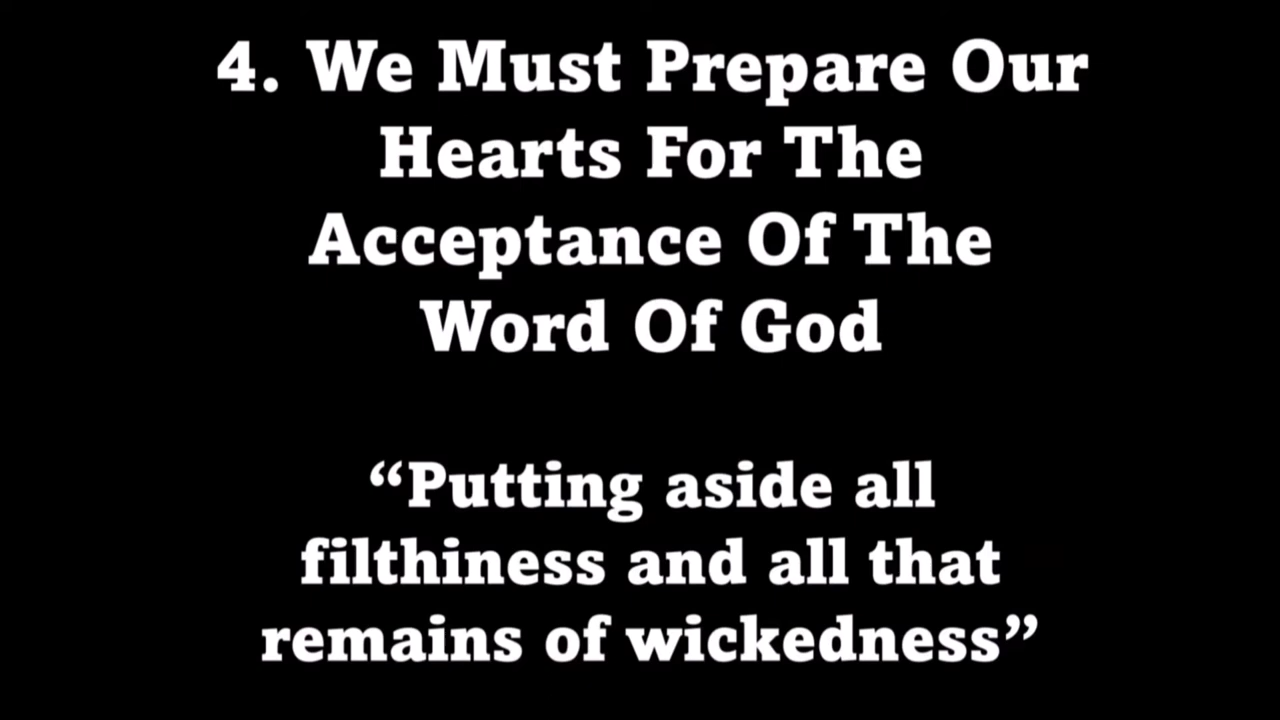 4. We Must Prepare Our
Hearts For The
Acceptance Of The
Word Of God
“Putting aside all
filthiness and all that
remains of wickedness”